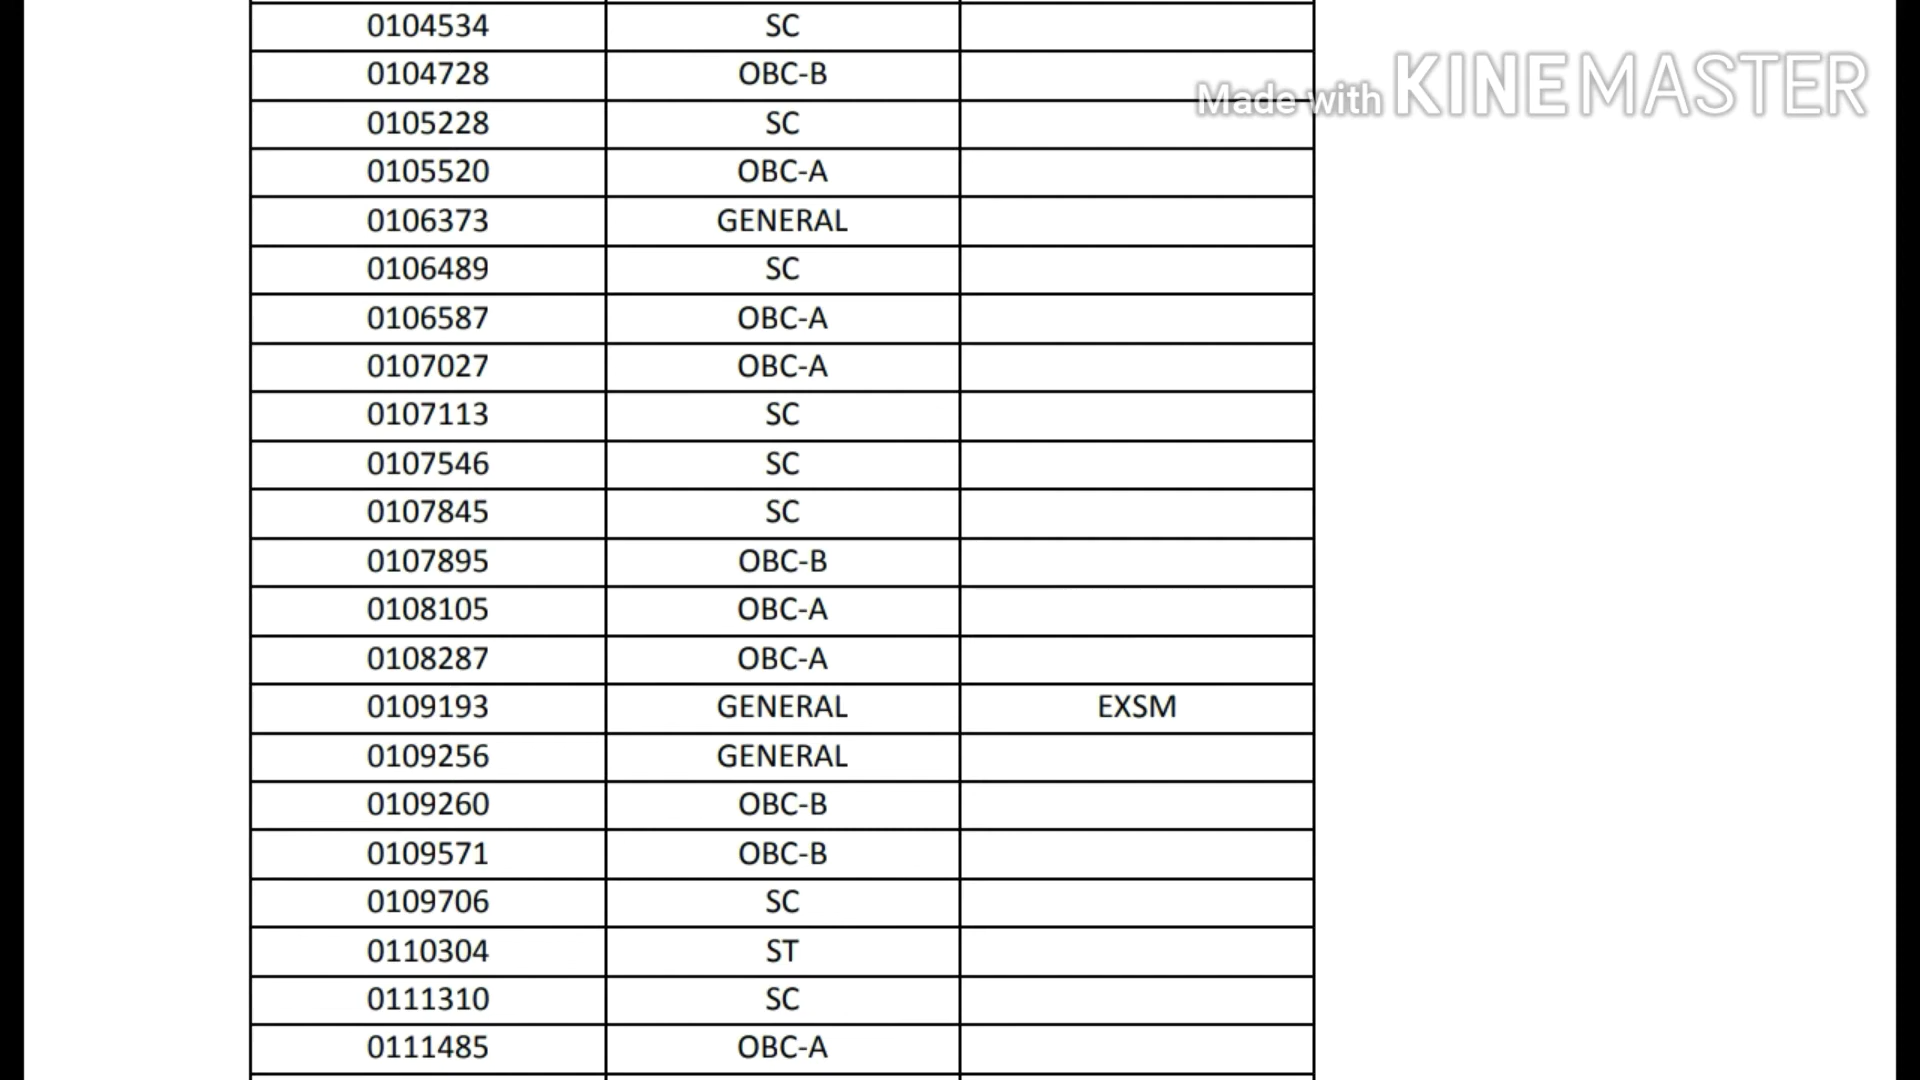 0104534 SC
0104728 OBC-B
Made with KINEMASTER
0105228 SC
0105520 OBC-A
0106373 GENERAL
0106489 SC
0106587 OBC-A
0107027 OBC-A
0107113 SC
0107546 SC
0107845 SC
0107895 OBC-B
0108105 OBC-A
0108287 OBC-A
0109193 GENERAL EXSM
0109256 GENERAL
0109260 OBC-B
0109571 OBC-B
0109706 SC
0110304 ST
0111310 SC
0111485 OBC-A